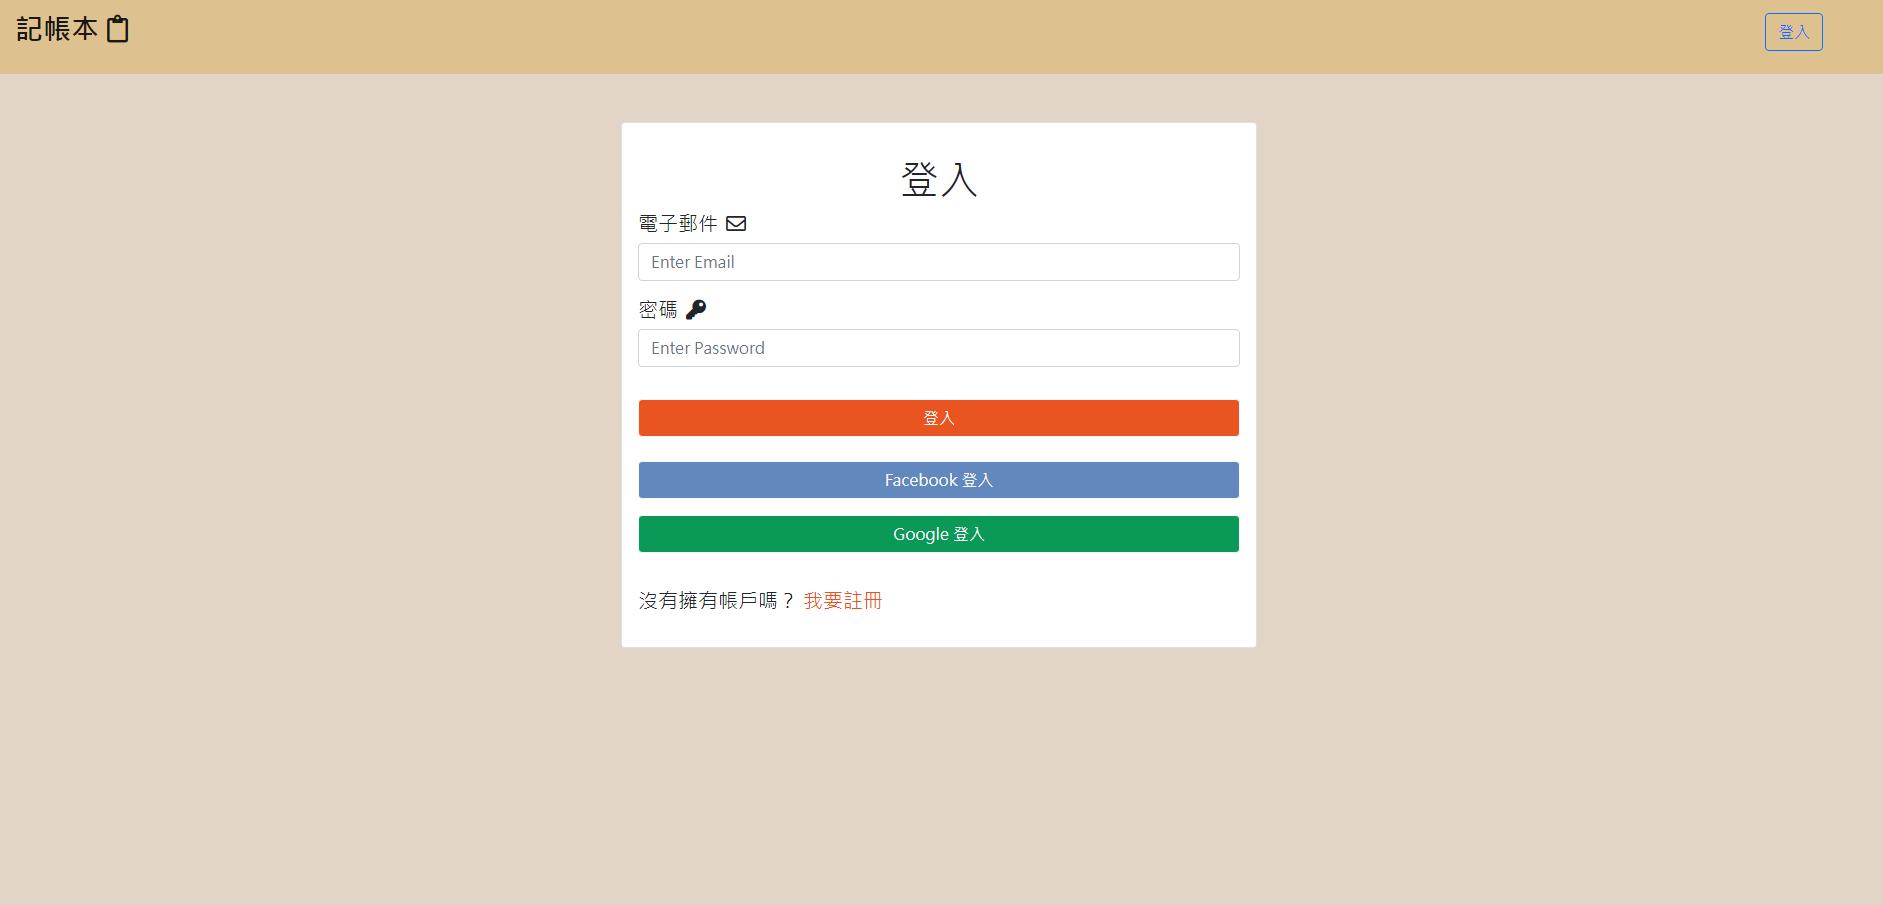 記帳本
登入
登入
電子郵件
Enter Email
密碼
Enter Password
登入
Facebook 登入
Google 登入
沒有擁有帳戶嗎？ 我要註冊